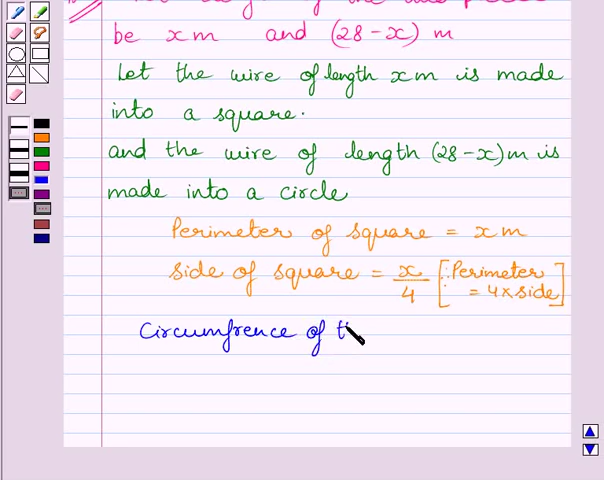 be x m and (28-x) m
Let the wire of length x m is made
into a square.
and the wire of length (28-x)m is
made into a circle
Perimeter of square = x m
side of square = x/4 [∵ Perimeter = 4 x side]
Circumfrence of t